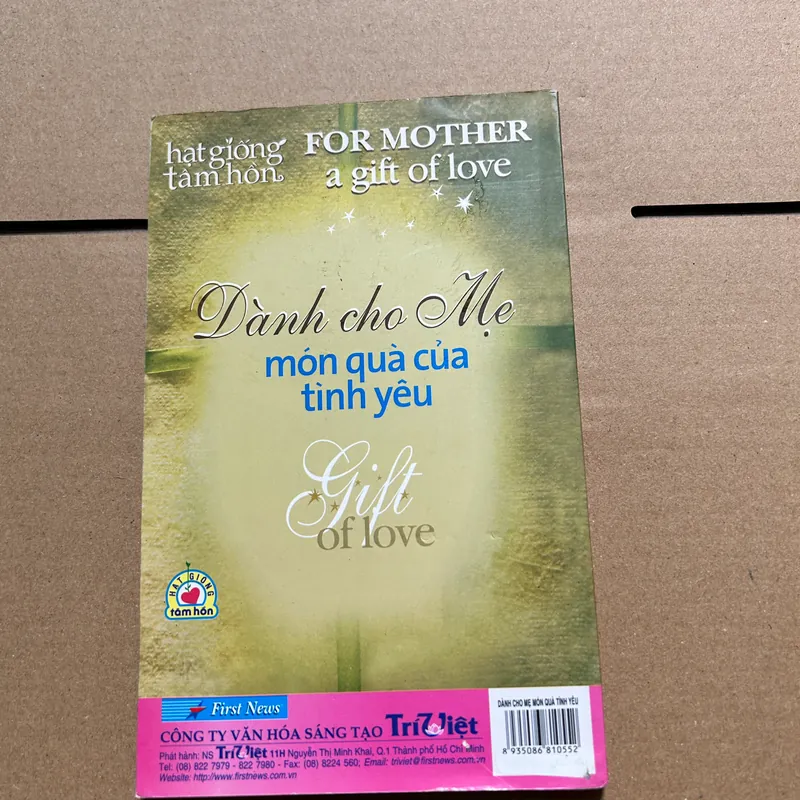 hạt giống
tâm hồn
FOR MOTHER
a gift of love
Dành cho Mẹ
món quà của
tình yêu
Gift
of love
HẠT GIỐNG
tâm hồn
First News
CÔNG TY VĂN HÓA SÁNG TẠO Trí Việt
Phát hành: NS Trí Việt 11H Nguyễn Thị Minh Khai, Q.1 Thành phố Hồ Chí Minh
Tel: (08) 822 7979 - 822 7980 - Fax: (08) 8224 560; Email: triviet@firstnews.com.vn
Website: http://www.firstnews.com.vn
DÀNH CHO MẸ MÓN QUÀ TÌNH YÊU
8 935086 810552